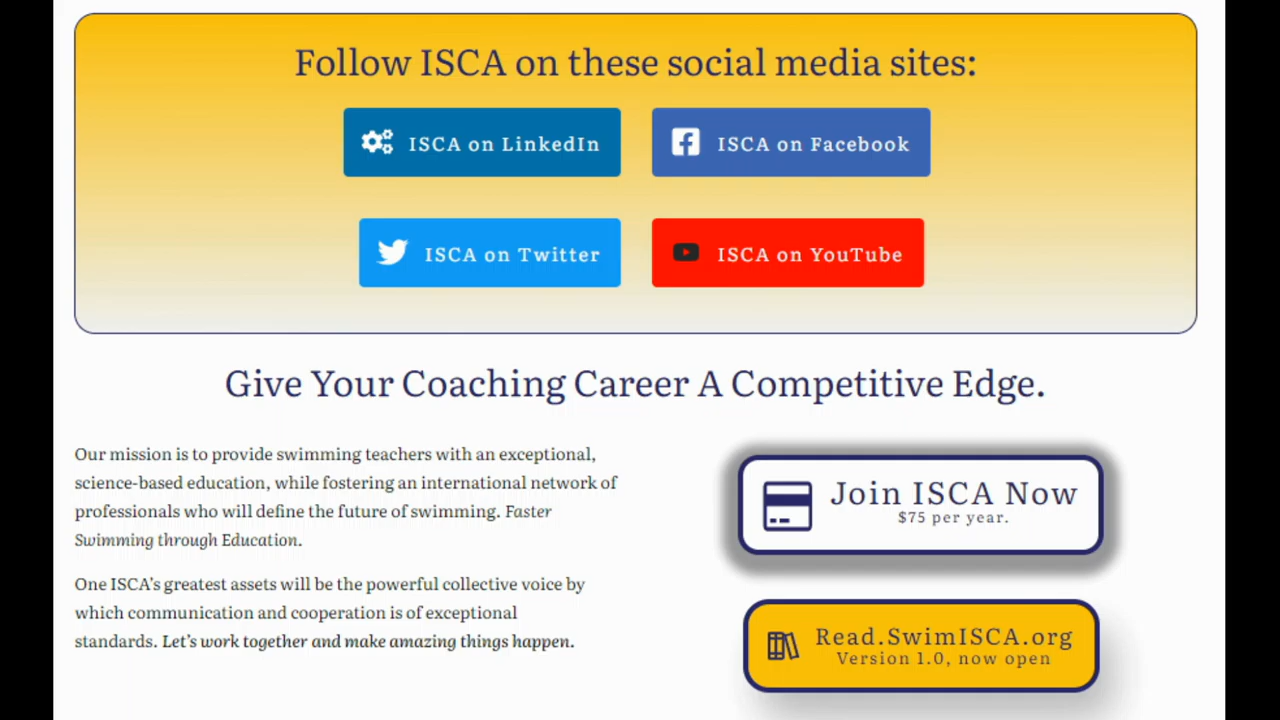 Follow ISCA on these social media sites:
ISCA on LinkedIn
ISCA on Facebook
ISCA on Twitter
ISCA on YouTube
Give Your Coaching Career A Competitive Edge.
Our mission is to provide swimming teachers with an exceptional,
science-based education, while fostering an international network of
professionals who will define the future of swimming. Faster
Swimming through Education.
One ISCA's greatest assets will be the powerful collective voice by
which communication and cooperation is of exceptional
standards. Let's work together and make amazing things happen.
Join ISCA Now
$75 per year.
Read.SwimISCA.org
Version 1.0, now open